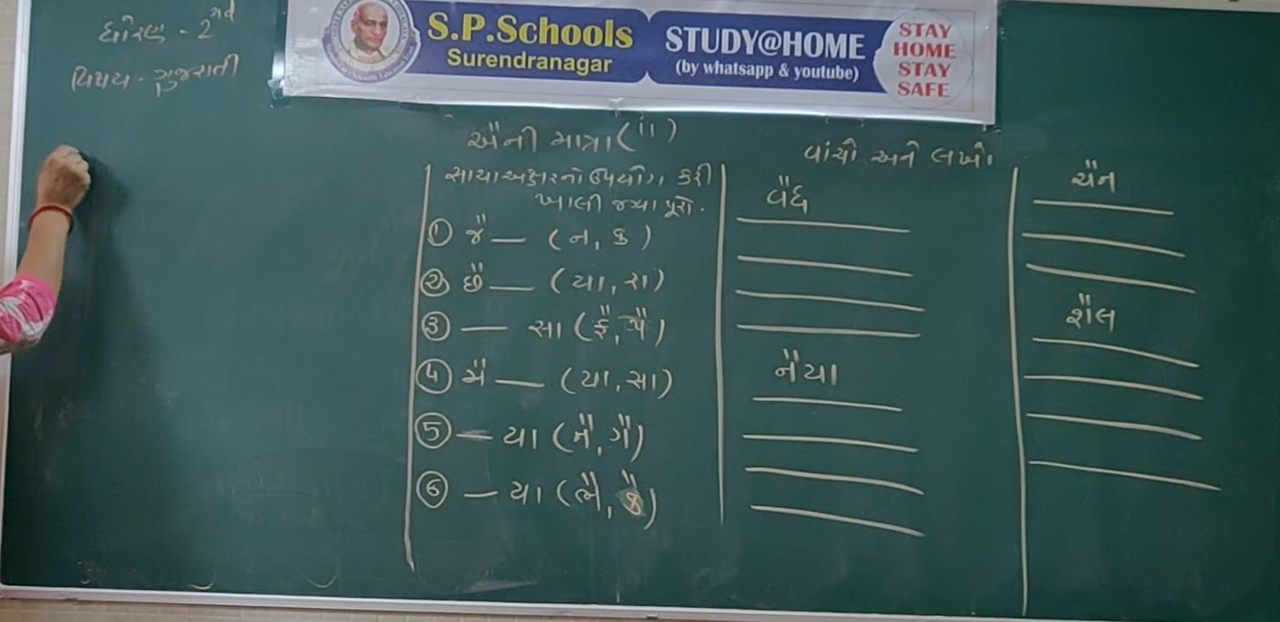 ધોરણ - 2
વિષય - ગુજરાતી
S.P.Schools
Surendranagar
STUDY@HOME
(by whatsapp & youtube)
STAY
HOME
STAY
SAFE
ઐની માત્રા (ૈ)
સાચા અક્ષરનો ઉપયોગ કરી
ખાલી જગ્યા પૂરો.
① જૈ — (ન, ક)
② છૈ — (યા, રા)
③ — સા (ફૈ, પૈ)
④ મૈ — (યા, સા)
⑤ — યા (નૈ, ગૈ)
⑥ — યા (ભૈ,
વાંચો અને લખો
વૈદ
નૈયા
ચૈન
શૈલ